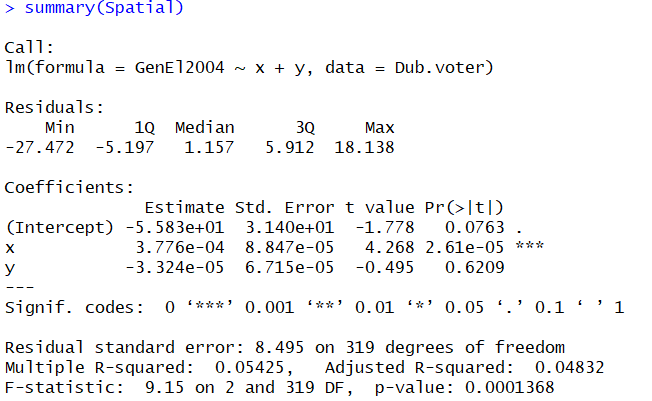 > summary(Spatial)
Call:
lm(formula = GenEl2004 ~ x + y, data = Dub.voter)
Residuals:
    Min      1Q  Median      3Q     Max
-27.472  -5.197   1.157   5.912  18.138
Coefficients:
              Estimate Std. Error t value Pr(>|t|)
(Intercept) -5.583e+01  3.140e+01  -1.778   0.0763 .
x            3.776e-04  8.847e-05   4.268 2.61e-05 ***
y           -3.324e-05  6.715e-05  -0.495   0.6209
---
Signif. codes:  0 ‘***’ 0.001 ‘**’ 0.01 ‘*’ 0.05 ‘.’ 0.1 ‘ ’ 1
Residual standard error: 8.495 on 319 degrees of freedom
Multiple R-squared:  0.05425,	Adjusted R-squared:  0.04832
F-statistic:  9.15 on 2 and 319 DF,  p-value: 0.0001368